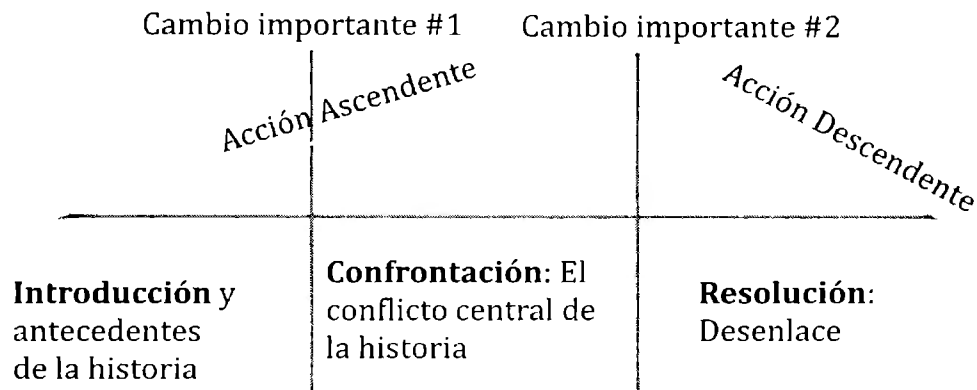 Cambio importante #1
Cambio importante #2
Acción Ascendente
Acción Descendente
Introducción y
antecedentes
de la historia
Confrontación: El
conflicto central de
la historia
Resolución:
Desenlace